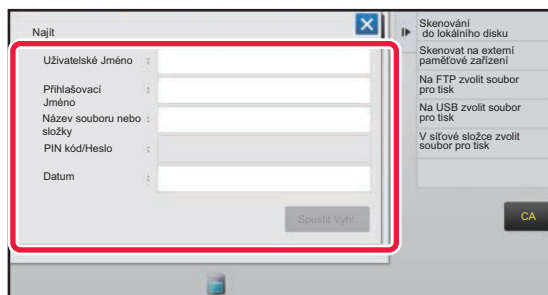 Najít
Uživatelské Jméno :
Přihlašovací
Jméno :
Název souboru nebo :
složky
PIN kód/Heslo :
Datum :
Spustit Vyhl.
Skenování
do lokálního disku
Skenovat na externí
paměťové zařízení
Na FTP zvolit soubor
pro tisk
Na USB zvolit soubor
pro tisk
V síťové složce zvolit
soubor pro tisk
CA